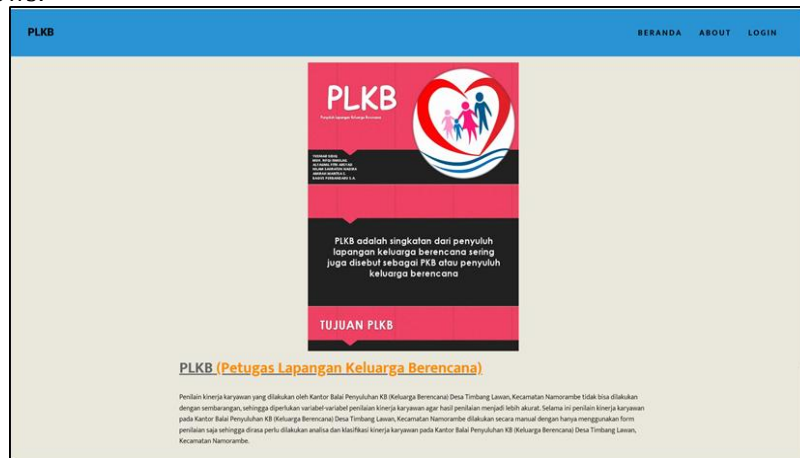 PLKB
BERANDA ABOUT LOGIN
PLKB
Penyuluh Lapangan Keluarga Berencana
PLKB adalah singkatan dari penyuluh
lapangan keluarga berencana sering
juga disebut sebagai PKB atau penyuluh
keluarga berencana
TUJUAN PLKB
PLKB (Petugas Lapangan Keluarga Berencana)
Penilain kinerja karyawan yang dilakukan oleh Kantor Balai Penyuluhan KB (Keluarga Berencana) Desa Timbang Lawan, Kecamatan Namorambe tidak bisa dilakukan
dengan sembarangan, sehingga diperlukan variabel-variabel penilaian kinerja karyawan agar hasil penilaian menjadi lebih akurat. Selama ini penilain kinerja karyawan
pada Kantor Balai Penyuluhan KB (Keluarga Berencana) Desa Timbang Lawan, Kecamatan Namorambe dilakukan secara manual dengan hanya menggunakan form
penilaian saja sehingga dirasa perlu dilakukan analisa dan klasifikasi kinerja karyawan pada Kantor Balai Penyuluhan KB (Keluarga Berencana) Desa Timbang Lawan,
Kecamatan Namorambe.